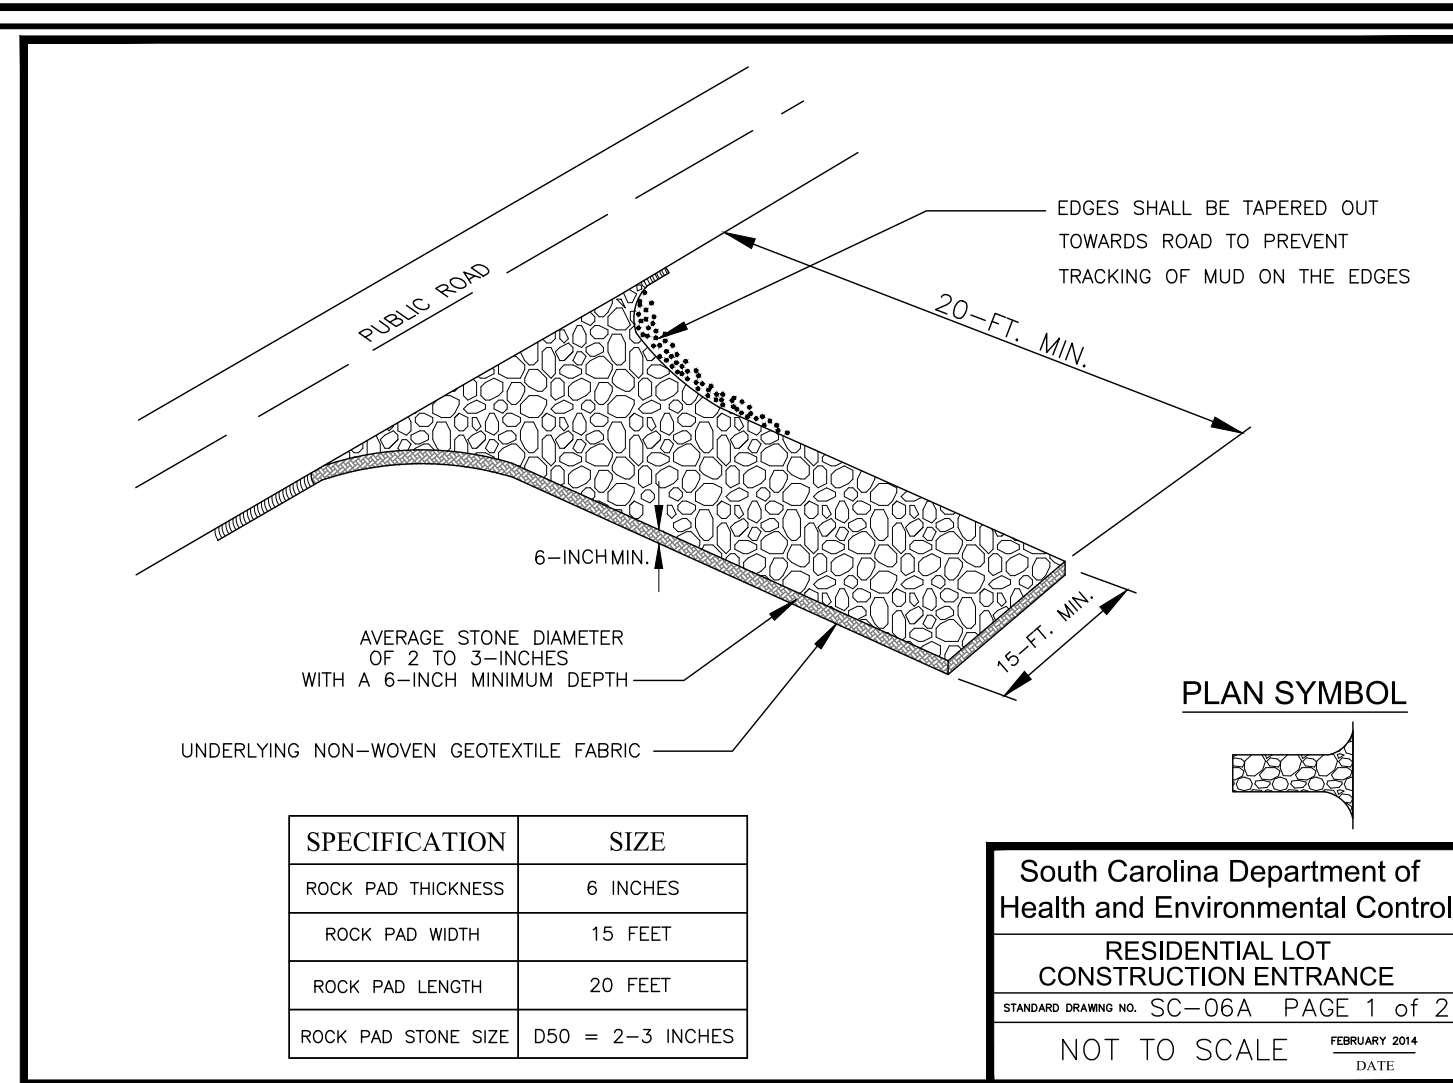 EDGES SHALL BE TAPERED OUT
TOWARDS ROAD TO PREVENT
TRACKING OF MUD ON THE EDGES
PUBLIC ROAD
20-FT. MIN.
6-INCH MIN.
15-FT. MIN.
AVERAGE STONE DIAMETER
OF 2 TO 3-INCHES
WITH A 6-INCH MINIMUM DEPTH
UNDERLYING NON-WOVEN GEOTEXTILE FABRIC
PLAN SYMBOL
SPECIFICATION SIZE
ROCK PAD THICKNESS 6 INCHES
ROCK PAD WIDTH 15 FEET
ROCK PAD LENGTH 20 FEET
ROCK PAD STONE SIZE D50 = 2-3 INCHES
South Carolina Department of
Health and Environmental Control
RESIDENTIAL LOT
CONSTRUCTION ENTRANCE
STANDARD DRAWING NO. SC-06A PAGE 1 of 2
NOT TO SCALE FEBRUARY 2014
DATE